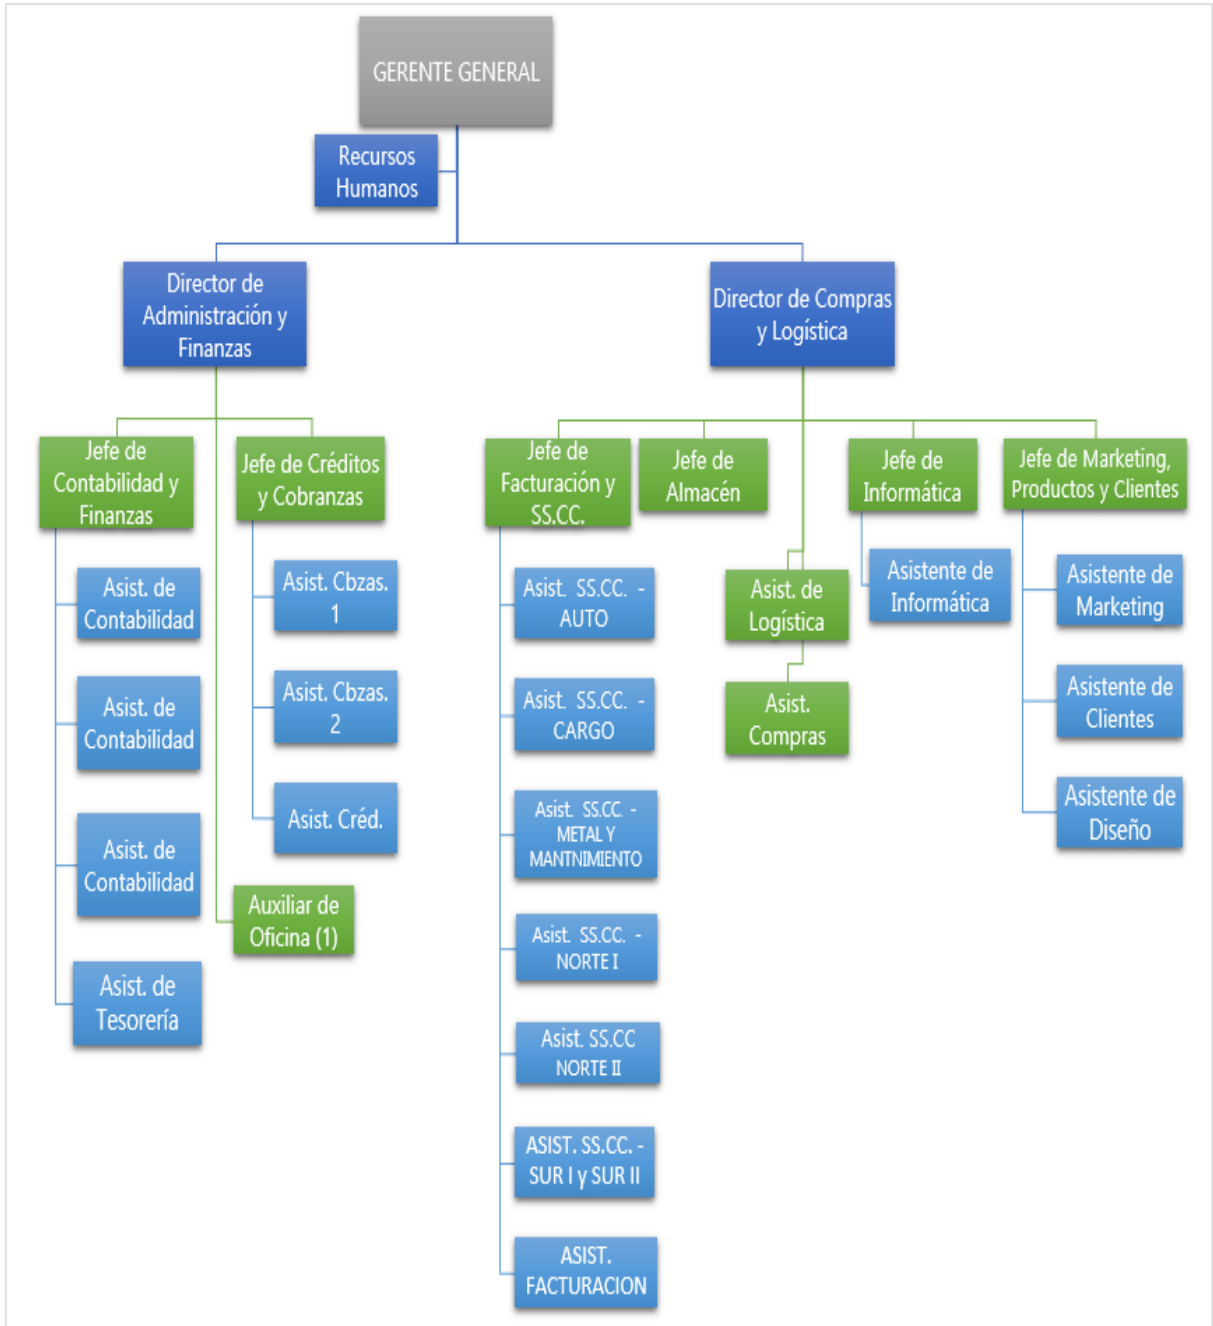 GERENTE GENERAL
Recursos
Humanos
Director de
Administración y
Finanzas
Director de Compras
y Logística
Jefe de
Contabilidad y
Finanzas
Jefe de Créditos
y Cobranzas
Jefe de
Facturación y
SS.CC.
Jefe de
Almacén
Jefe de
Informática
Jefe de Marketing,
Productos y Clientes
Asist. de
Contabilidad
Asist. de
Contabilidad
Asist. de
Contabilidad
Asist. de
Tesorería
Asist. Cbzas.
1
Asist. Cbzas.
2
Asist. Créd.
Auxiliar de
Oficina (1)
Asist. SS.CC. -
AUTO
Asist. SS.CC. -
CARGO
Asist. SS.CC. -
METAL Y
MANTNIMIENTO
Asist. SS.CC. -
NORTE I
Asist. SS.CC
NORTE II
ASIST. SS.CC. -
SUR I y SUR II
ASIST.
FACTURACION
Asist. de
Logística
Asist.
Compras
Asistente de
Informática
Asistente de
Marketing
Asistente de
Clientes
Asistente de
Diseño